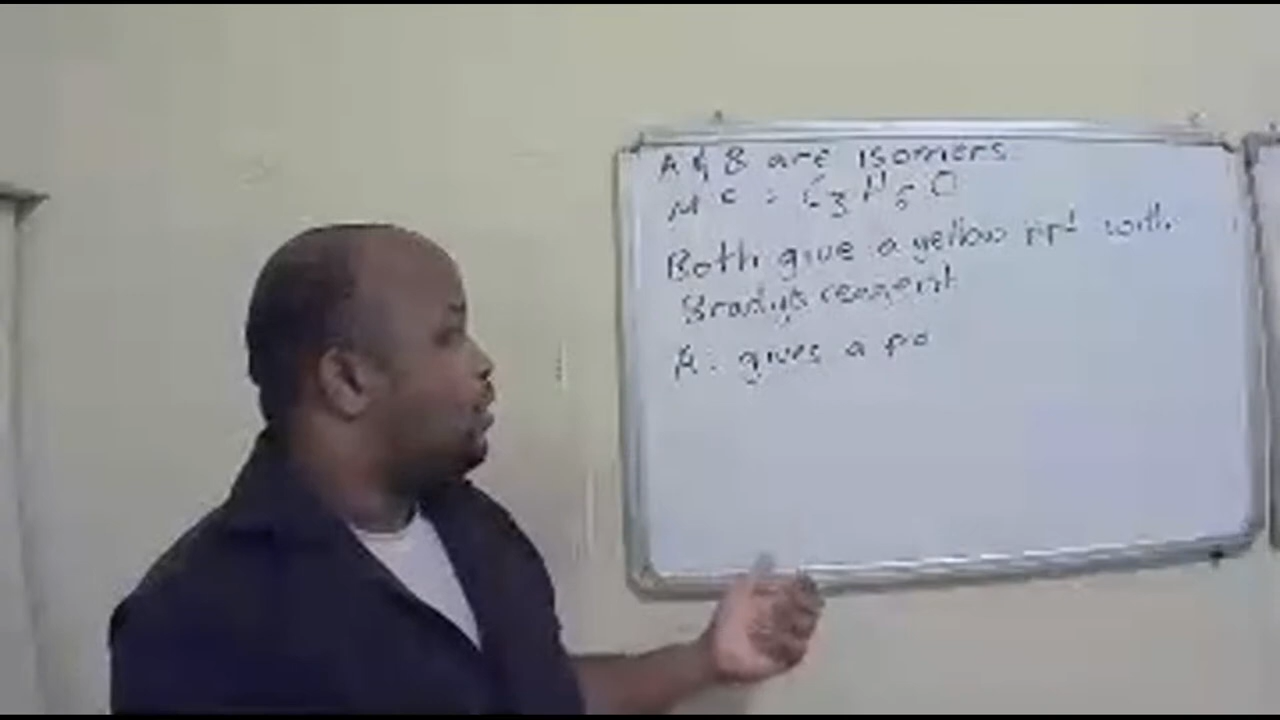 A & B are isomers
MF : C3H6O
Both give a yellow ppt with
Brady's reagent
A: gives a po